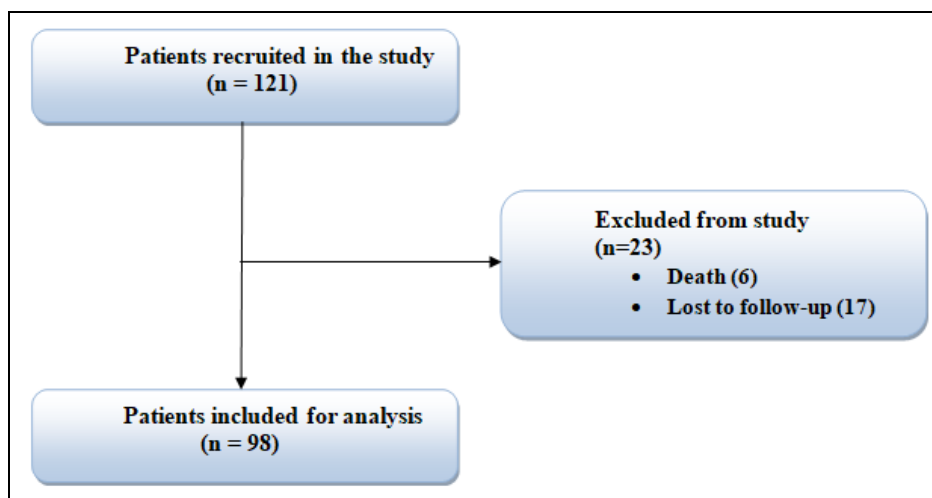 Patients recruited in the study
(n = 121)
Excluded from study
(n=23)
• Death (6)
• Lost to follow-up (17)
Patients included for analysis
(n = 98)